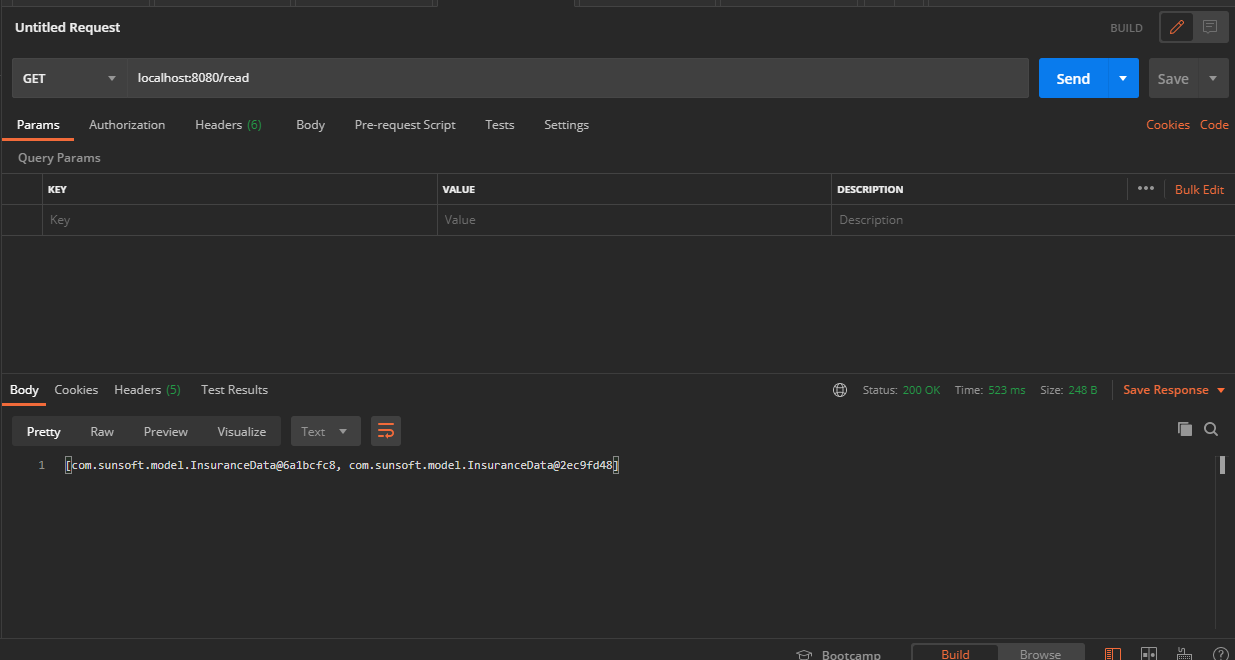 Untitled Request
BUILD
GET
localhost:8080/read
Send
Save
Params
Authorization
Headers (6)
Body
Pre-request Script
Tests
Settings
Cookies
Code
Query Params
KEY
VALUE
DESCRIPTION
Bulk Edit
Key
Value
Description
Body
Cookies
Headers (5)
Test Results
Status: 200 OK
Time: 523 ms
Size: 248 B
Save Response
Pretty
Raw
Preview
Visualize
Text
1
[com.sunsoft.model.InsuranceData@6a1bcfc8, com.sunsoft.model.InsuranceData@2ec9fd48]
Bootcamp
Build
Browse